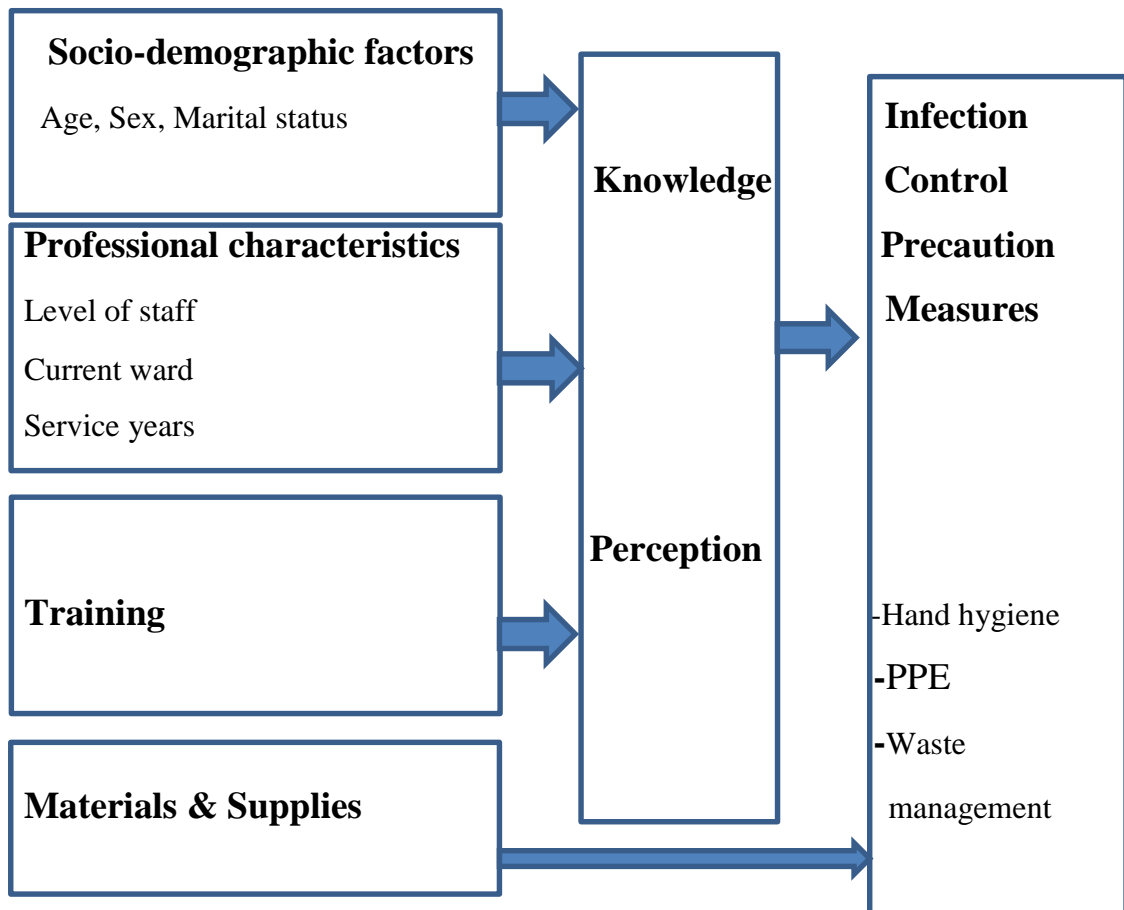 Socio-demographic factors
Age, Sex, Marital status
Professional characteristics
Level of staff
Current ward
Service years
Training
Materials & Supplies
Knowledge
Perception
Infection
Control
Precaution
Measures
-Hand hygiene
-PPE
-Waste
management